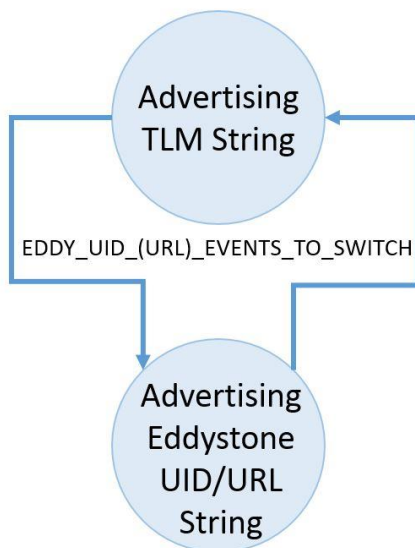 Advertising
TLM String
EDDY_UID_(URL)_EVENTS_TO_SWITCH
Advertising
Eddystone
UID/URL
String